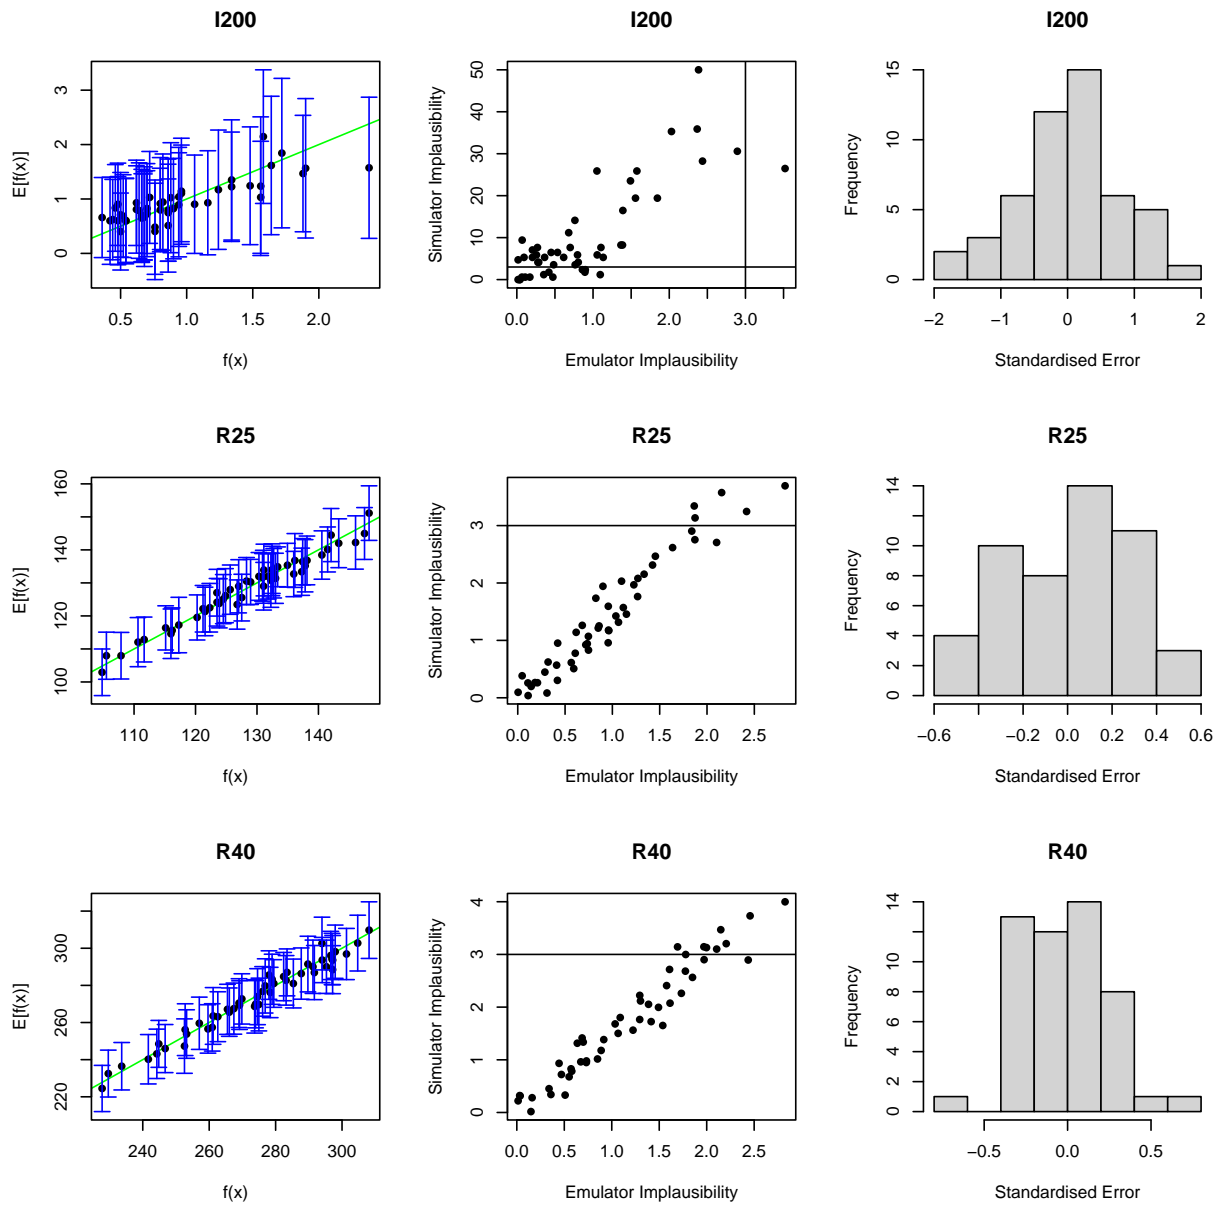 I200
I200
I200
E[f(x)]
0 1 2 3
0.5 1.0 1.5 2.0
f(x)
Simulator Implausibility
0 10 20 30 40 50
0.0 1.0 2.0 3.0
Emulator Implausibility
Frequency
0 5 10 15
−2 −1 0 1 2
Standardised Error
R25
R25
R25
E[f(x)]
100 120 140 160
110 120 130 140
f(x)
Simulator Implausibility
0 1 2 3
0.0 0.5 1.0 1.5 2.0 2.5
Emulator Implausibility
Frequency
0 2 4 6 8 10 14
−0.6 −0.2 0.0 0.2 0.4 0.6
Standardised Error
R40
R40
R40
E[f(x)]
220 260 300
240 260 280 300
f(x)
Simulator Implausibility
0 1 2 3 4
0.0 0.5 1.0 1.5 2.0 2.5
Emulator Implausibility
Frequency
0 2 4 6 8 10 14
−0.5 0.0 0.5
Standardised Error